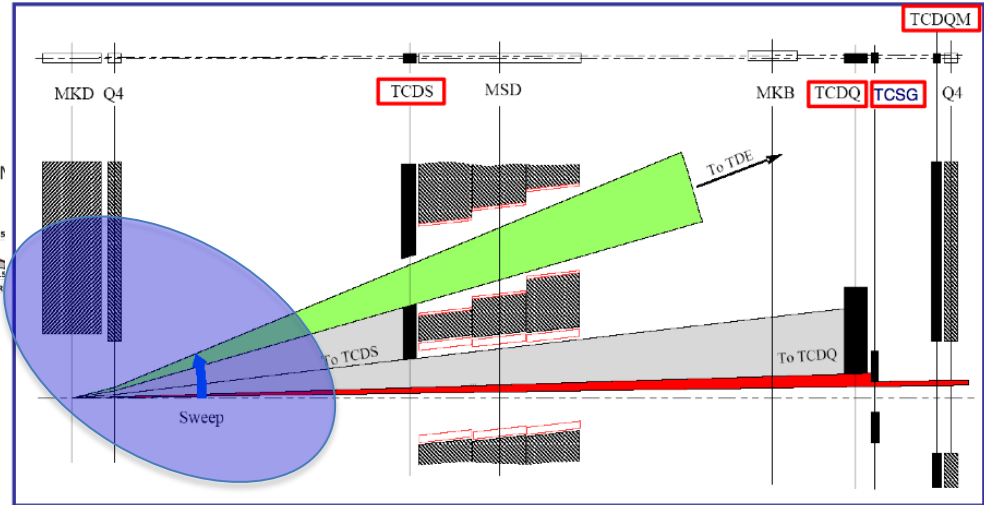 TCDQM
MKD Q4 TCDS MSD MKB TCDQ TCSG Q4
To TDE
To TCDS
To TCDQ
Sweep